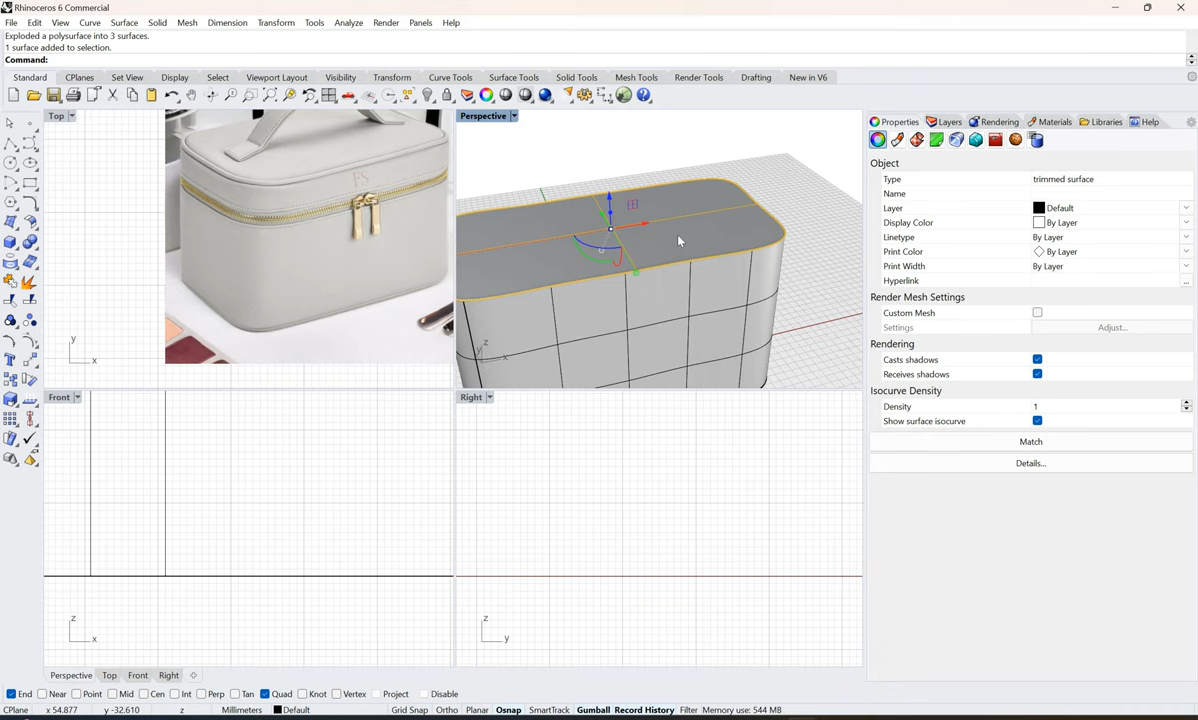 Rhinoceros 6 Commercial
File Edit View Curve Surface Solid Mesh Dimension Transform Tools Analyze Render Panels Help
Exploded a polysurface into 3 surfaces.
1 surface added to selection.
Command:
Standard CPlanes Set View Display Select Viewport Layout Visibility Transform Curve Tools Surface Tools Solid Tools Mesh Tools Render Tools Drafting New in V6
Top
Perspective
Properties Layers Rendering Materials Libraries Help
Object
Type trimmed surface
Name
Layer Default
Display Color By Layer
Linetype By Layer
Print Color By Layer
Print Width By Layer
Hyperlink ...
Render Mesh Settings
Custom Mesh
Settings Adjust...
Rendering
Casts shadows
Receives shadows
Isocurve Density
Density 1
Show surface isocurve
Match
Details...
FS
y
x
z
y
x
Front
Right
z
x
z
y
Perspective Top Front Right
End Near Point Mid Cen Int Perp Tan Quad Knot Vertex Project Disable
CPlane x 54.877 y -32.610 z Millimeters Default Grid Snap Ortho Planar Osnap SmartTrack Gumball Record History Filter Memory use: 544 MB